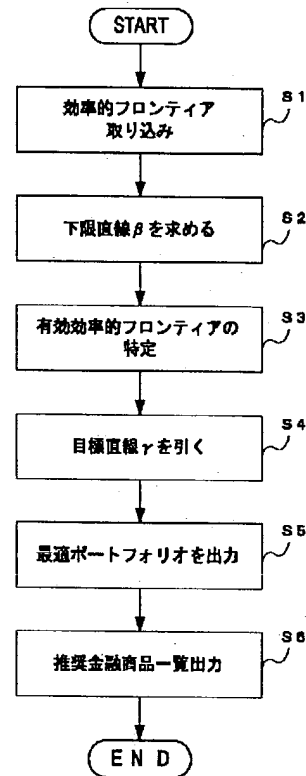 START
S1
効率的フロンティア
取り込み
S2
下限直線βを求める
S3
有効効率的フロンティアの
特定
S4
目標直線γを引く
S5
最適ポートフォリオを出力
S6
推奨金融商品一覧出力
END